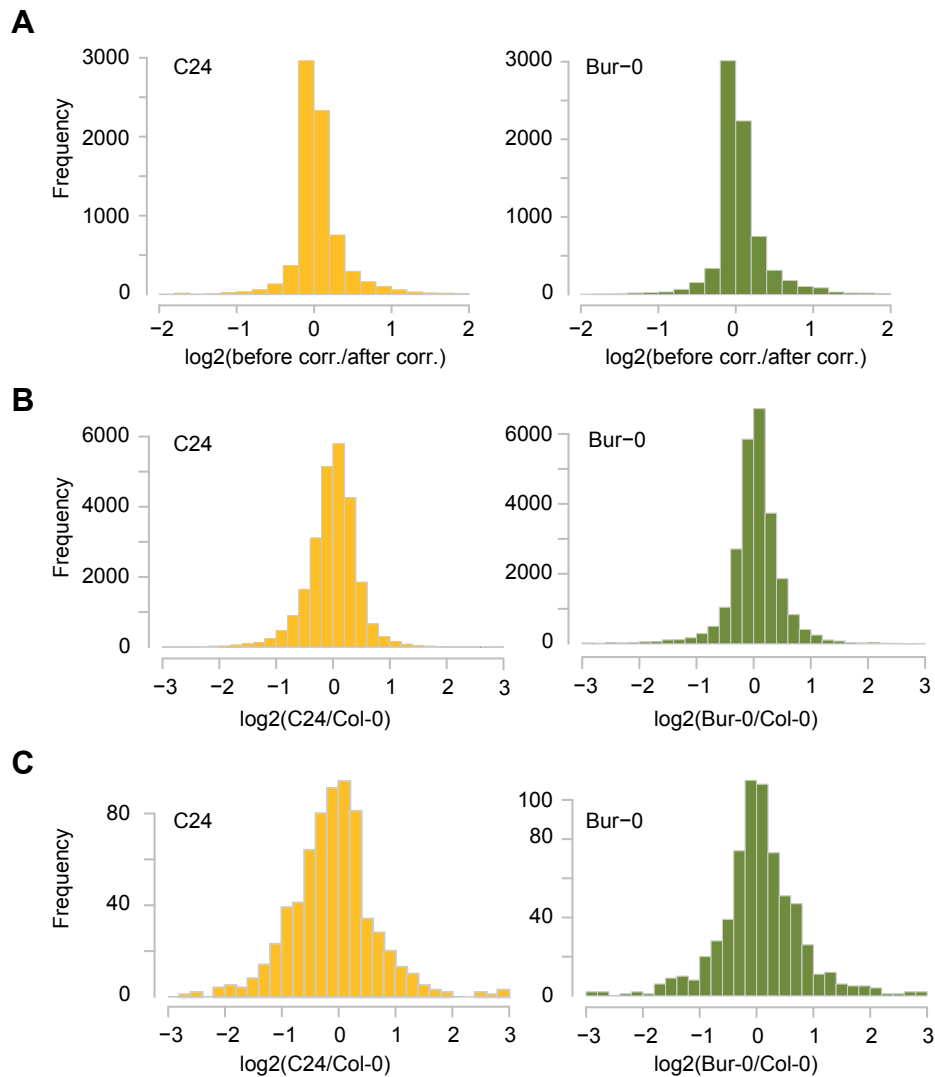 A
C24
Bur−0
Frequency
3000
2000
1000
0
3000
2000
1000
0
−2 −1 0 1 2
−2 −1 0 1 2
log2(before corr./after corr.)
log2(before corr./after corr.)
B
C24
Bur−0
Frequency
6000
4000
2000
0
6000
4000
2000
0
−3 −2 −1 0 1 2 3
−3 −2 −1 0 1 2 3
log2(C24/Col-0)
log2(Bur-0/Col-0)
C
C24
Bur−0
Frequency
80
40
0
100
80
40
0
−3 −2 −1 0 1 2 3
−3 −2 −1 0 1 2 3
log2(C24/Col-0)
log2(Bur-0/Col-0)